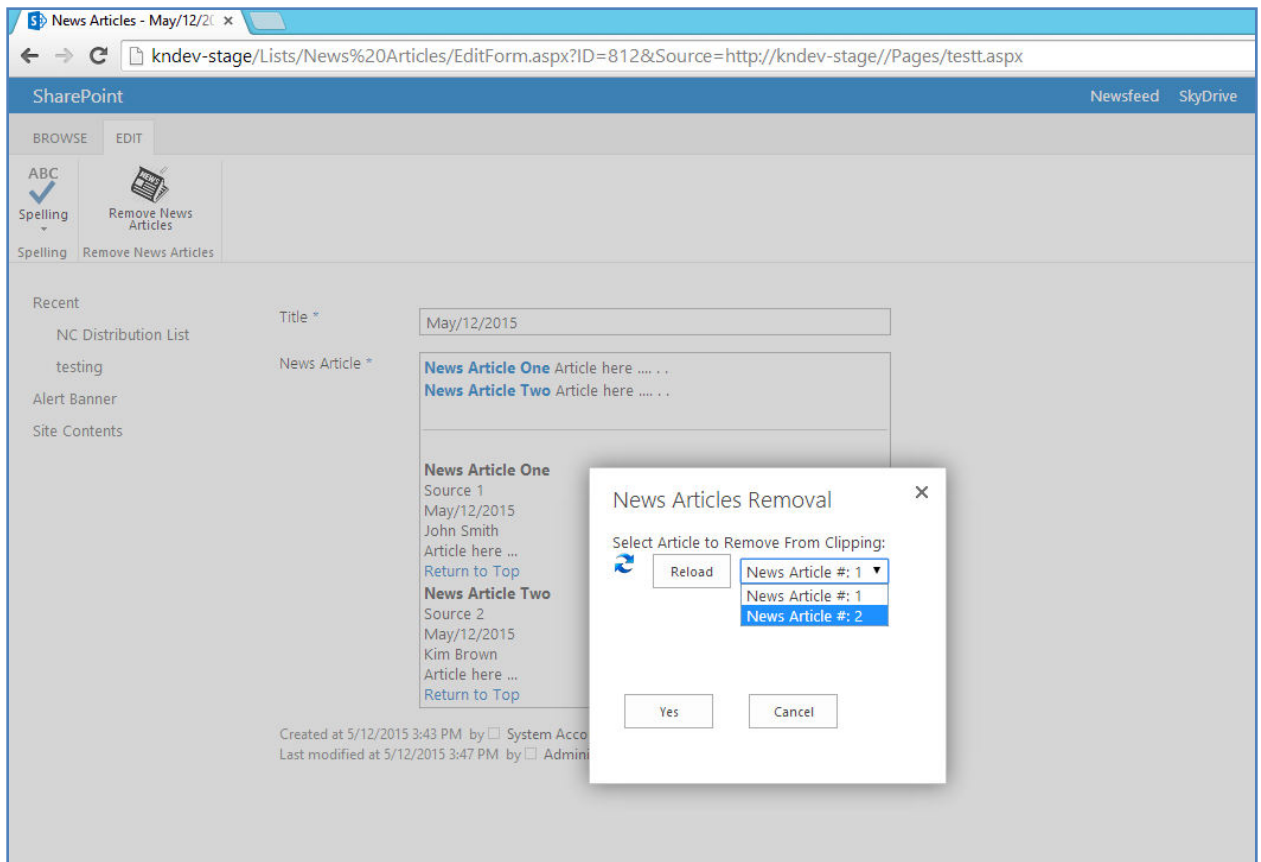 News Articles - May/12/20
kndev-stage/Lists/News%20Articles/EditForm.aspx?ID=812&Source=http://kndev-stage//Pages/testt.aspx
SharePoint
Newsfeed SkyDrive
BROWSE EDIT
ABC
NEWS
Spelling
Remove News
Articles
Spelling Remove News Articles
Recent
NC Distribution List
testing
Alert Banner
Site Contents
Title *
May/12/2015
News Article *
News Article One Article here .... . .
News Article Two Article here .... . .
News Article One
Source 1
May/12/2015
John Smith
Article here ...
Return to Top
News Article Two
Source 2
May/12/2015
Kim Brown
Article here ...
Return to Top
Created at 5/12/2015 3:43 PM by System Acco
Last modified at 5/12/2015 3:47 PM by Admini
News Articles Removal
Select Article to Remove From Clipping:
Reload
News Article #: 1
News Article #: 1
News Article #: 2
Yes Cancel